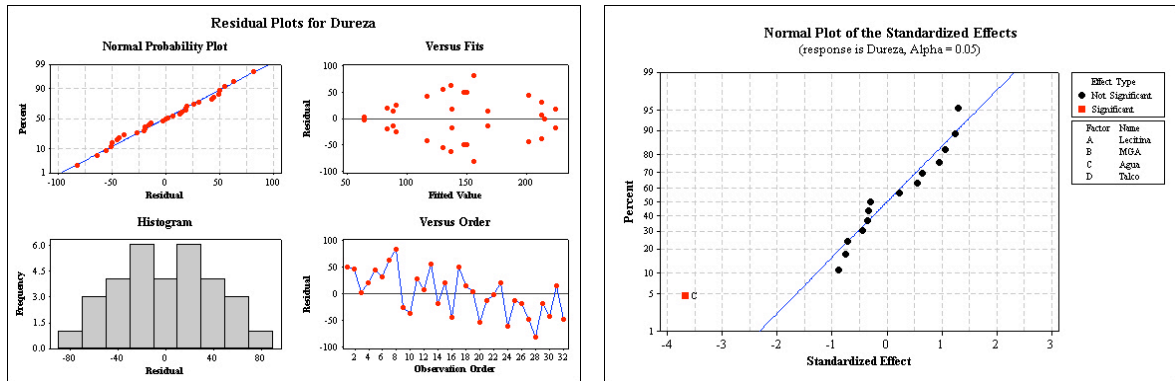 Residual Plots for Dureza
Normal Probability Plot
Percent
99
90
50
10
1
-100 -50 0 50 100
Residual
Versus Fits
Residual
100
50
0
-50
-100
50 100 150 200
Fitted Value
Histogram
Frequency
6.0
4.5
3.0
1.5
0.0
-80 -40 0 40 80
Residual
Versus Order
Residual
100
50
0
-50
-100
2 4 6 8 10 12 14 16 18 20 22 24 26 28 30 32
Observation Order
Normal Plot of the Standardized Effects
(response is Dureza, Alpha = 0.05)
Percent
99
95
90
80
70
60
50
40
30
20
10
5
1
C
-4 -3 -2 -1 0 1 2 3
Standardized Effect
Effect Type
Not Significant
Significant
Factor Name
A Lecitina
B MGA
C Agua
D Talco